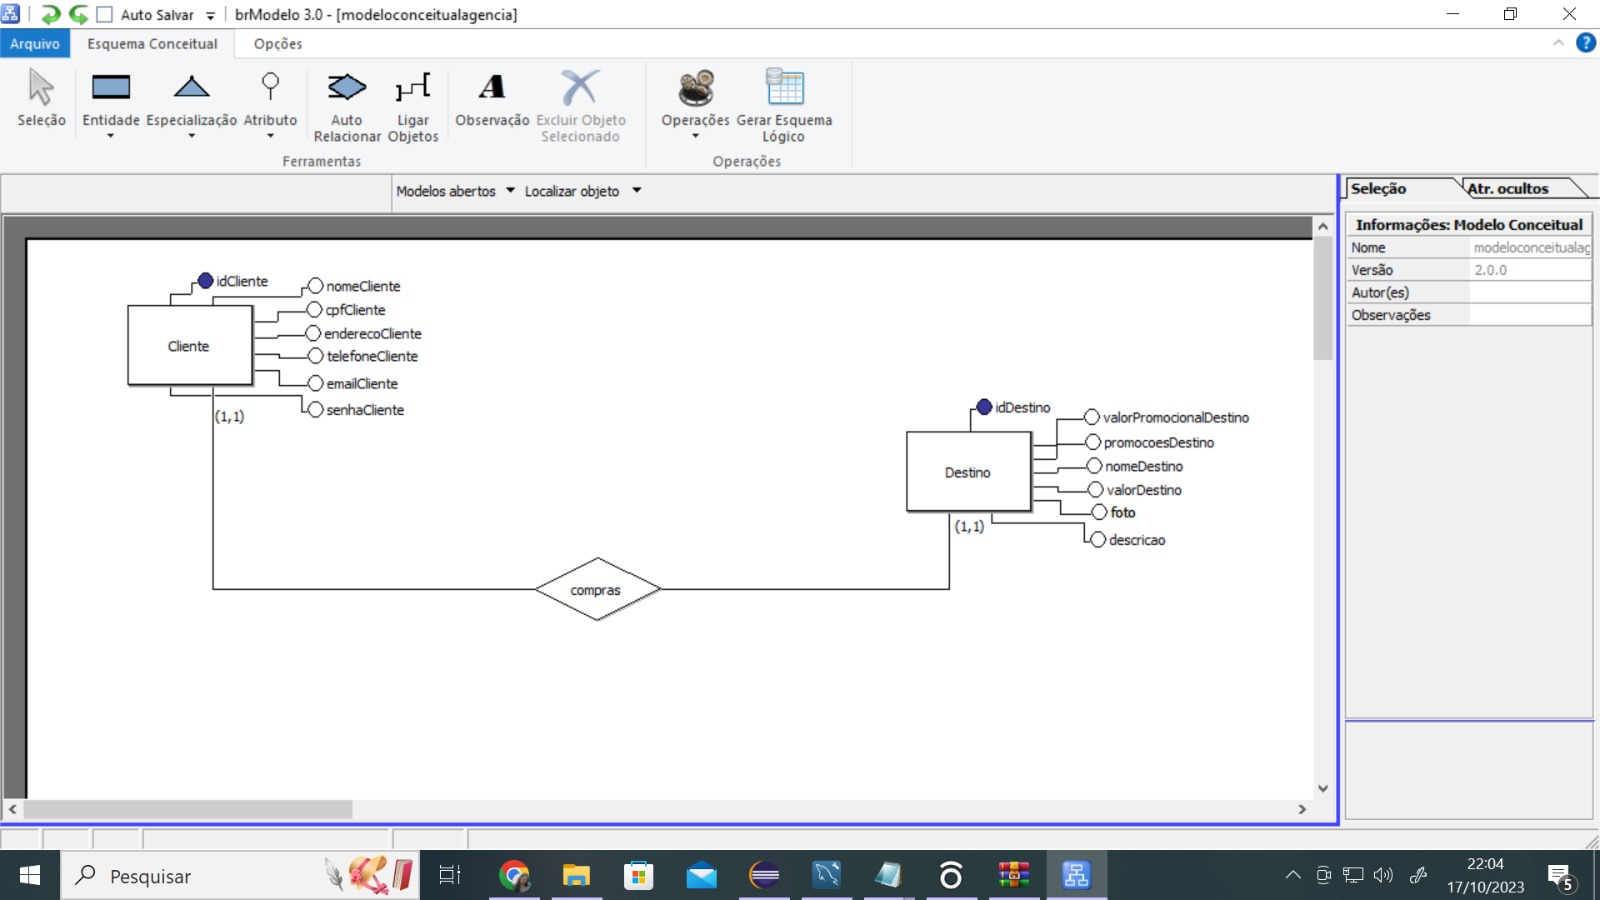 Auto Salvar
brModelo 3.0 - [modeloconceitualagencia]
Arquivo
Esquema Conceitual
Opções
?
Seleção
Entidade
Especialização
Atributo
Auto Relacionar
Ligar Objetos
A
Observação
Excluir Objeto Selecionado
Operações
Gerar Esquema Lógico
Ferramentas
Operações
Modelos abertos
Localizar objeto
Seleção
Atr. ocultos
Informações: Modelo Conceitual
Nome modeloconceitualag
Versão 2.0.0
Autor(es)
Observações
idCliente
nomeCliente
cpfCliente
enderecoCliente
Cliente
telefoneCliente
emailCliente
senhaCliente
(1,1)
idDestino
valorPromocionalDestino
promocoesDestino
nomeDestino
Destino
valorDestino
foto
(1,1)
descricao
compras
Pesquisar
22:04
17/10/2023
5